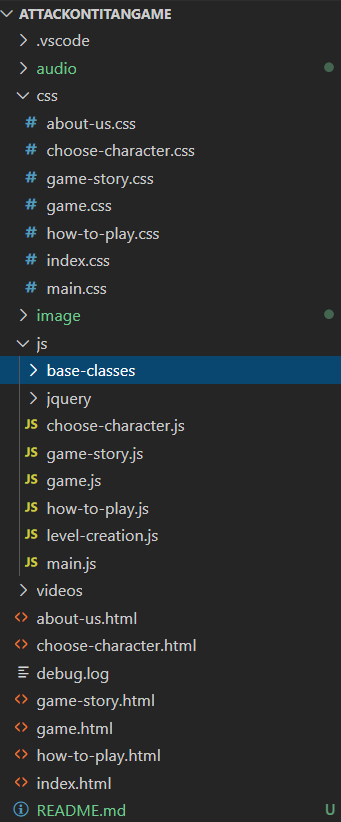 ATTACKONTITANGAME
.vscode
audio
css
# about-us.css
# choose-character.css
# game-story.css
# game.css
# how-to-play.css
# index.css
# main.css
image
js
base-classes
jquery
JS choose-character.js
JS game-story.js
JS game.js
JS how-to-play.js
JS level-creation.js
JS main.js
videos
<> about-us.html
<> choose-character.html
debug.log
<> game-story.html
<> game.html
<> how-to-play.html
<> index.html
README.md U